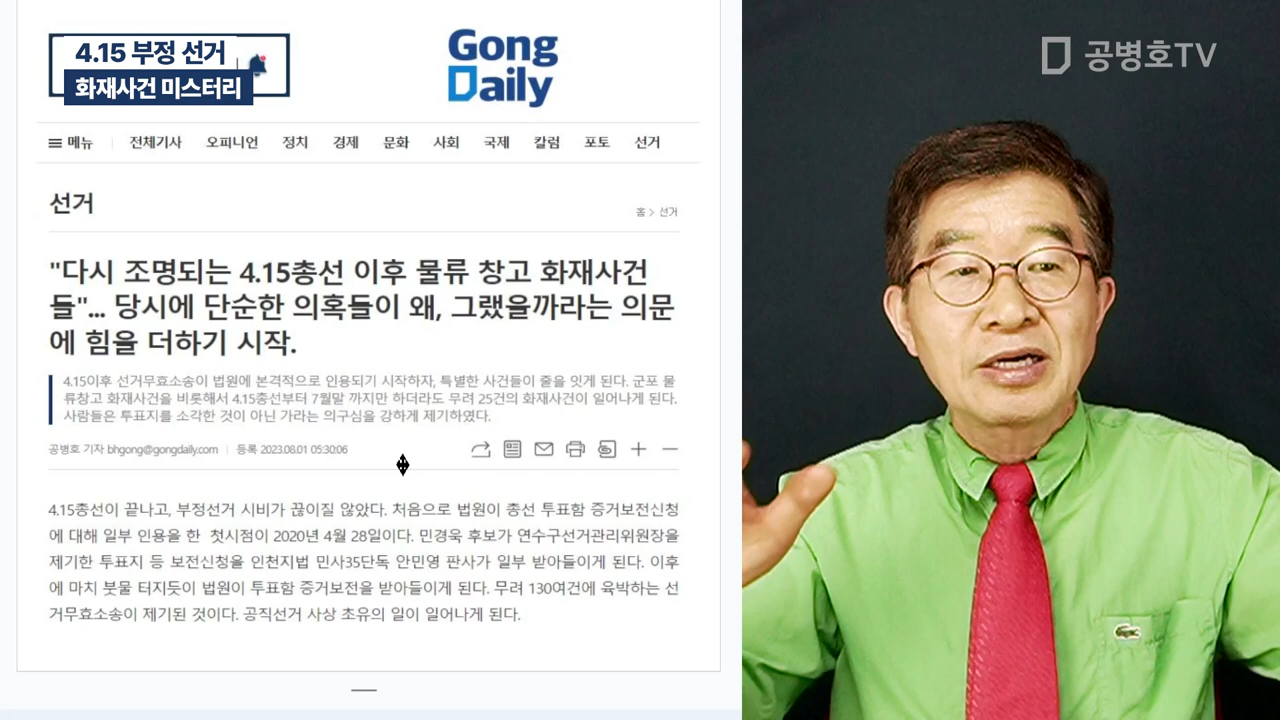 4.15 부정 선거
화재사건 미스터리
Gong
Daily
공병호TV
메뉴 전체기사 오피니언 정치 경제 문화 사회 국제 칼럼 포토 선거
선거
홈 > 선거
"다시 조명되는 4.15총선 이후 물류 창고 화재사건
들"... 당시에 단순한 의혹들이 왜, 그랬을까라는 의문
에 힘을 더하기 시작.
4.15이후 선거무효소송이 법원에 본격적으로 인용되기 시작하자, 특별한 사건들이 줄을 잇게 된다. 군포 물
류창고 화재사건을 비롯해서 4.15종선부터 7월말 까지만 하더라도 무려 25건의 화재사건이 일어나게 된다.
사람들은 투표지를 소각한 것이 아닌 가라는 의구심을 강하게 제기하였다.
공병호 기자 bhgong@gongdaily.com 등록 2023.08.01 05:30:06
4.15총선이 끝나고, 부정선거 시비가 끊이질 않았다. 처음으로 법원이 총선 투표함 증거보전신청
에 대해 일부 인용을 한 첫시점이 2020년 4월 28일이다. 민경욱 후보가 연수구선거관리위원장을
제기한 투표지 등 보전신청을 인천지법 민사35단독 안민영 판사가 일부 받아들이게 된다. 이후
에 마치 봇물 터지듯이 법원이 투표함 증거보전을 받아들이게 된다. 무려 130여건에 육박하는 선
거무효소송이 제기된 것이다. 공직선거 사상 초유의 일이 일어나게 된다.